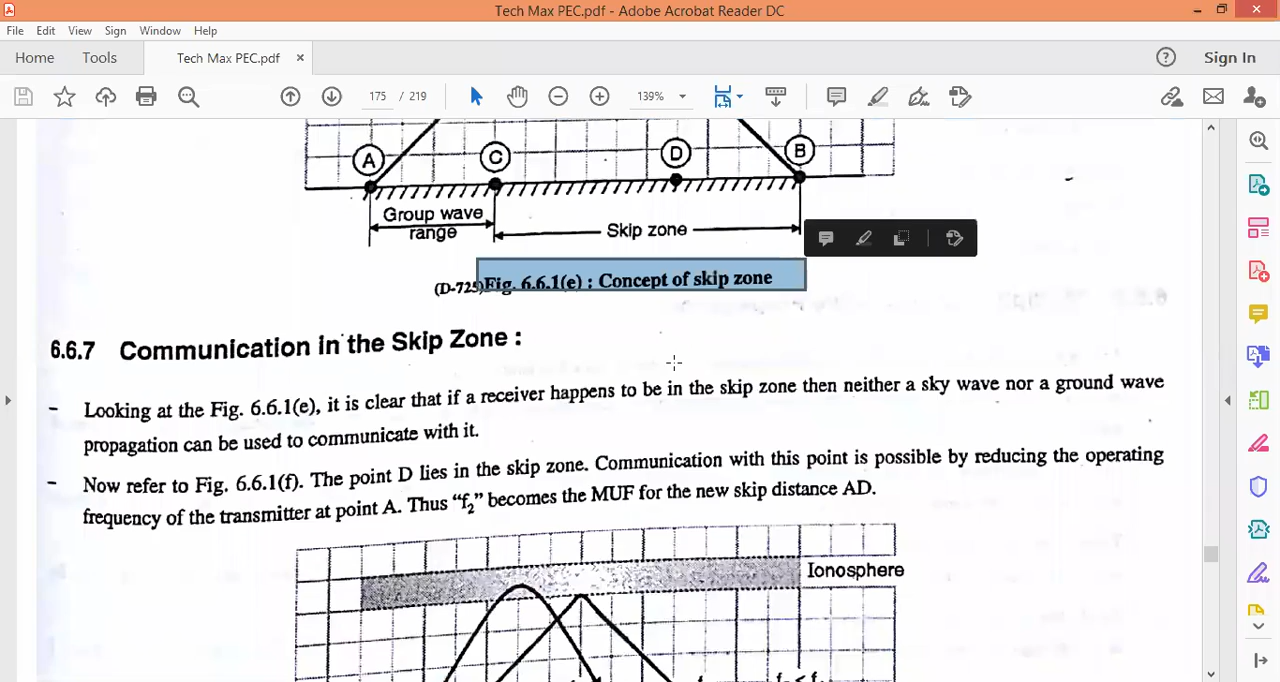 Tech Max PEC.pdf - Adobe Acrobat Reader DC
File Edit View Sign Window Help
Home Tools Tech Max PEC.pdf × Sign In
175 / 219 139%
A C D B
Group wave
range
Skip zone
(D-725) Fig. 6.6.1(e) : Concept of skip zone
6.6.7 Communication in the Skip Zone :
- Looking at the Fig. 6.6.1(e), it is clear that if a receiver happens to be in the skip zone then neither a sky wave nor a ground wave
propagation can be used to communicate with it.
- Now refer to Fig. 6.6.1(f). The point D lies in the skip zone. Communication with this point is possible by reducing the operating
frequency of the transmitter at point A. Thus “f₂” becomes the MUF for the new skip distance AD.
Ionosphere